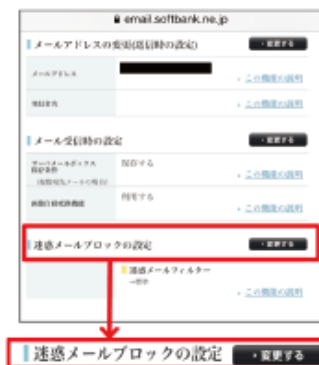 email.softbank.ne.jp
メールアドレスの変更(送信時の設定)
・変更する
メールアドレス
・この機能の説明
・変更する
メール受信時の設定
保存する
・この機能の説明
利用する
・この機能の説明
迷惑メールブロックの設定
・変更する
迷惑メールフィルター
→標準
・この機能の説明
迷惑メールブロックの設定
・変更する